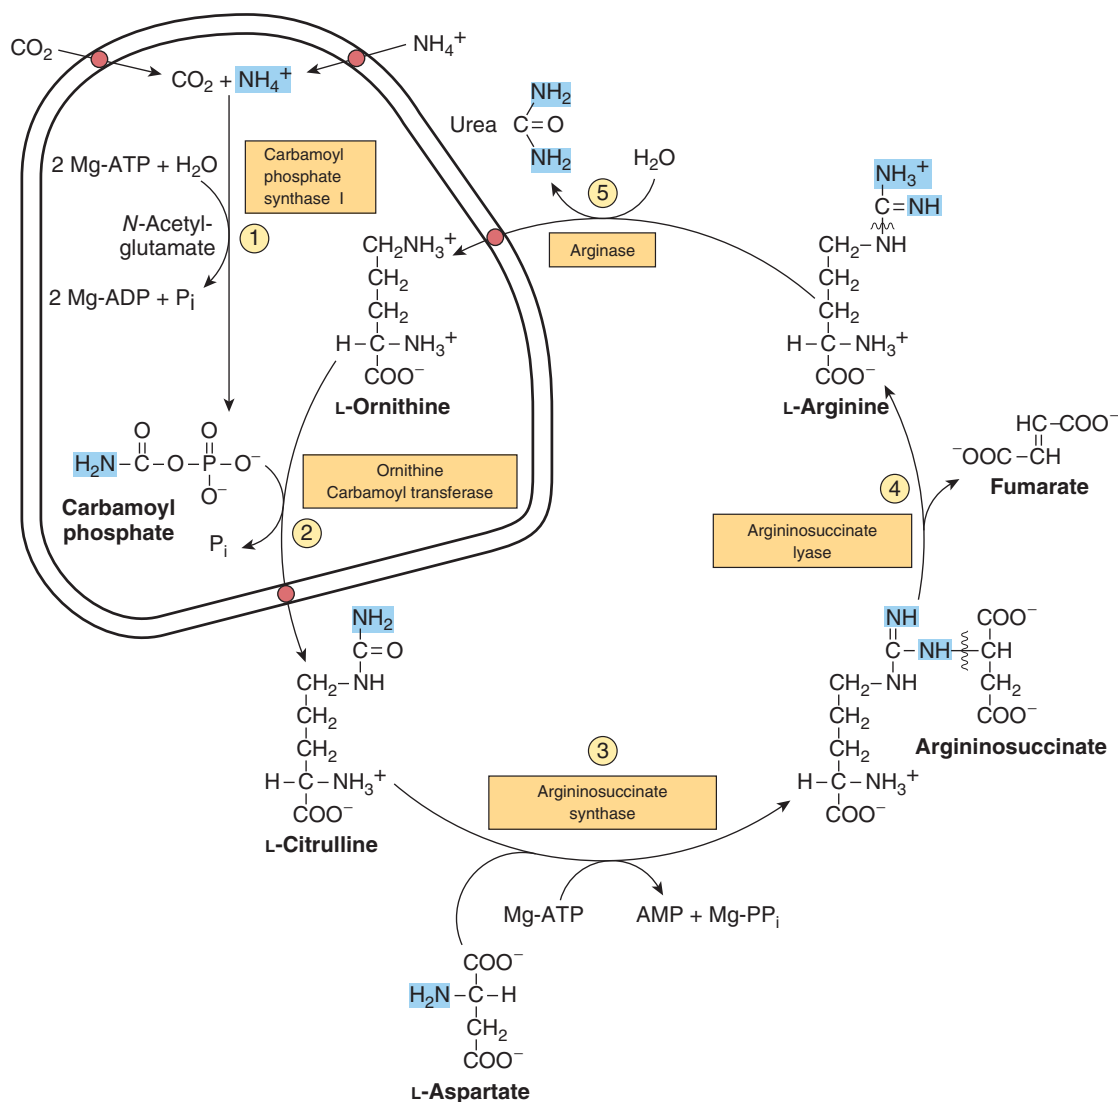 CO₂
NH₄⁺
CO₂ + NH₄⁺
2 Mg-ATP + H₂O
Carbamoyl
phosphate
synthase I
N-Acetyl-
glutamate
1
2 Mg-ADP + Pᵢ
Urea
NH₂
C=O
NH₂
H₂O
5
Arginase
NH₃⁺
C=NH
CH₂–NH
CH₂
CH₂
H–C–NH₃⁺
COO⁻
L-Arginine
CH₂NH₃⁺
CH₂
CH₂
H–C–NH₃⁺
COO⁻
L-Ornithine
O O
H₂N–C–O–P–O⁻
O⁻
Carbamoyl
phosphate
Ornithine
Carbamoyl transferase
2
Pᵢ
HC–COO⁻
⁻OOC–CH
Fumarate
4
Argininosuccinate
lyase
NH₂
C=O
CH₂–NH
CH₂
CH₂
H–C–NH₃⁺
COO⁻
L-Citrulline
3
Argininosuccinate
synthase
NH COO⁻
C–NH–CH
CH₂–NH CH₂
CH₂ COO⁻
CH₂
H–C–NH₃⁺
COO⁻
Argininosuccinate
Mg-ATP
AMP + Mg-PPᵢ
COO⁻
H₂N–C–H
CH₂
COO⁻
L-Aspartate